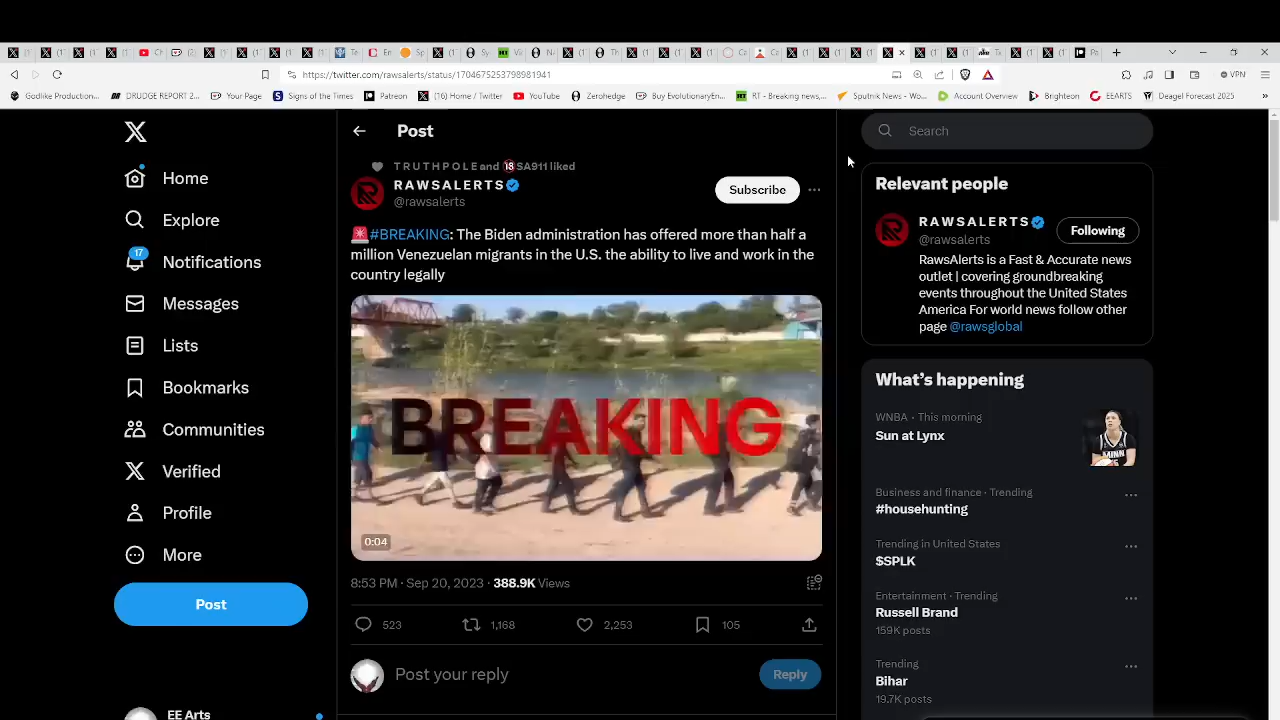 https://twitter.com/rawsalerts/status/1704675253798981941
VPN
Godlike Production...
DRUDGE REPORT 2...
Your Page
Signs of the Times
Patreon
(16) Home / Twitter
YouTube
Zerohedge
Buy EvolutionaryEn...
RT - Breaking news,...
Sputnik News - Wo...
Account Overview
Brighteon
EEARTS
Deagel Forecast 2025
Home
Explore
17
Notifications
Messages
Lists
Bookmarks
Communities
Verified
Profile
More
Post
EE Arts
Post
T R U T H P O L E and 🔞SA911 liked
R A W S A L E R T S
@rawsalerts
Subscribe
🚨#BREAKING: The Biden administration has offered more than half a
million Venezuelan migrants in the U.S. the ability to live and work in the
country legally
BREAKING
0:04
8:53 PM · Sep 20, 2023 · 388.9K Views
523
1,168
2,253
105
Post your reply
Reply
Search
Relevant people
R A W S A L E R T S
@rawsalerts
Following
RawsAlerts is a Fast & Accurate news
outlet | covering groundbreaking
events throughout the United States
America For world news follow other
page @rawsglobal
What’s happening
WNBA · This morning
Sun at Lynx
MINN
Business and finance · Trending
#househunting
Trending in United States
$SPLK
Entertainment · Trending
Russell Brand
159K posts
Trending
Bihar
19.7K posts